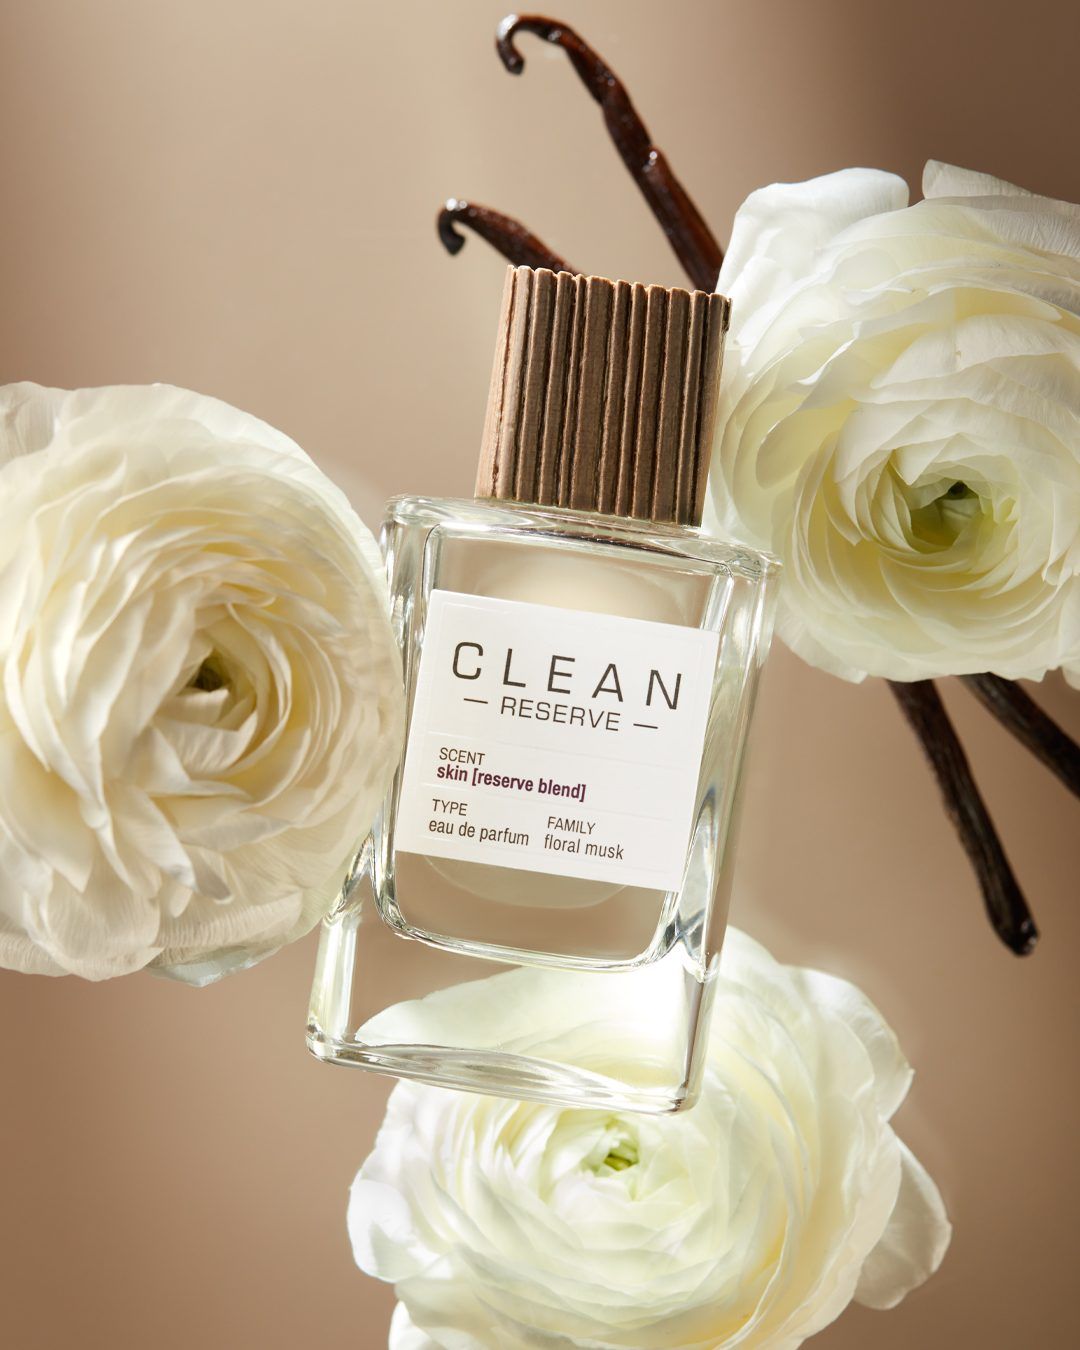 CLEAN
— RESERVE —
SCENT
skin [reserve blend]
TYPE
eau de parfum
FAMILY
floral musk